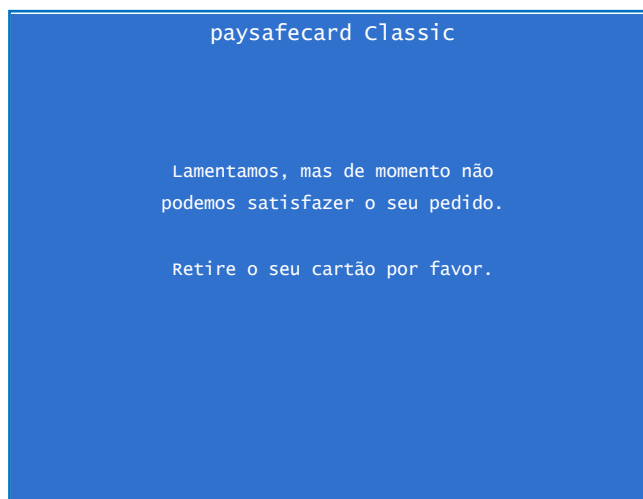 paysafecard Classic
Lamentamos, mas de momento não
podemos satisfazer o seu pedido.
Retire o seu cartão por favor.